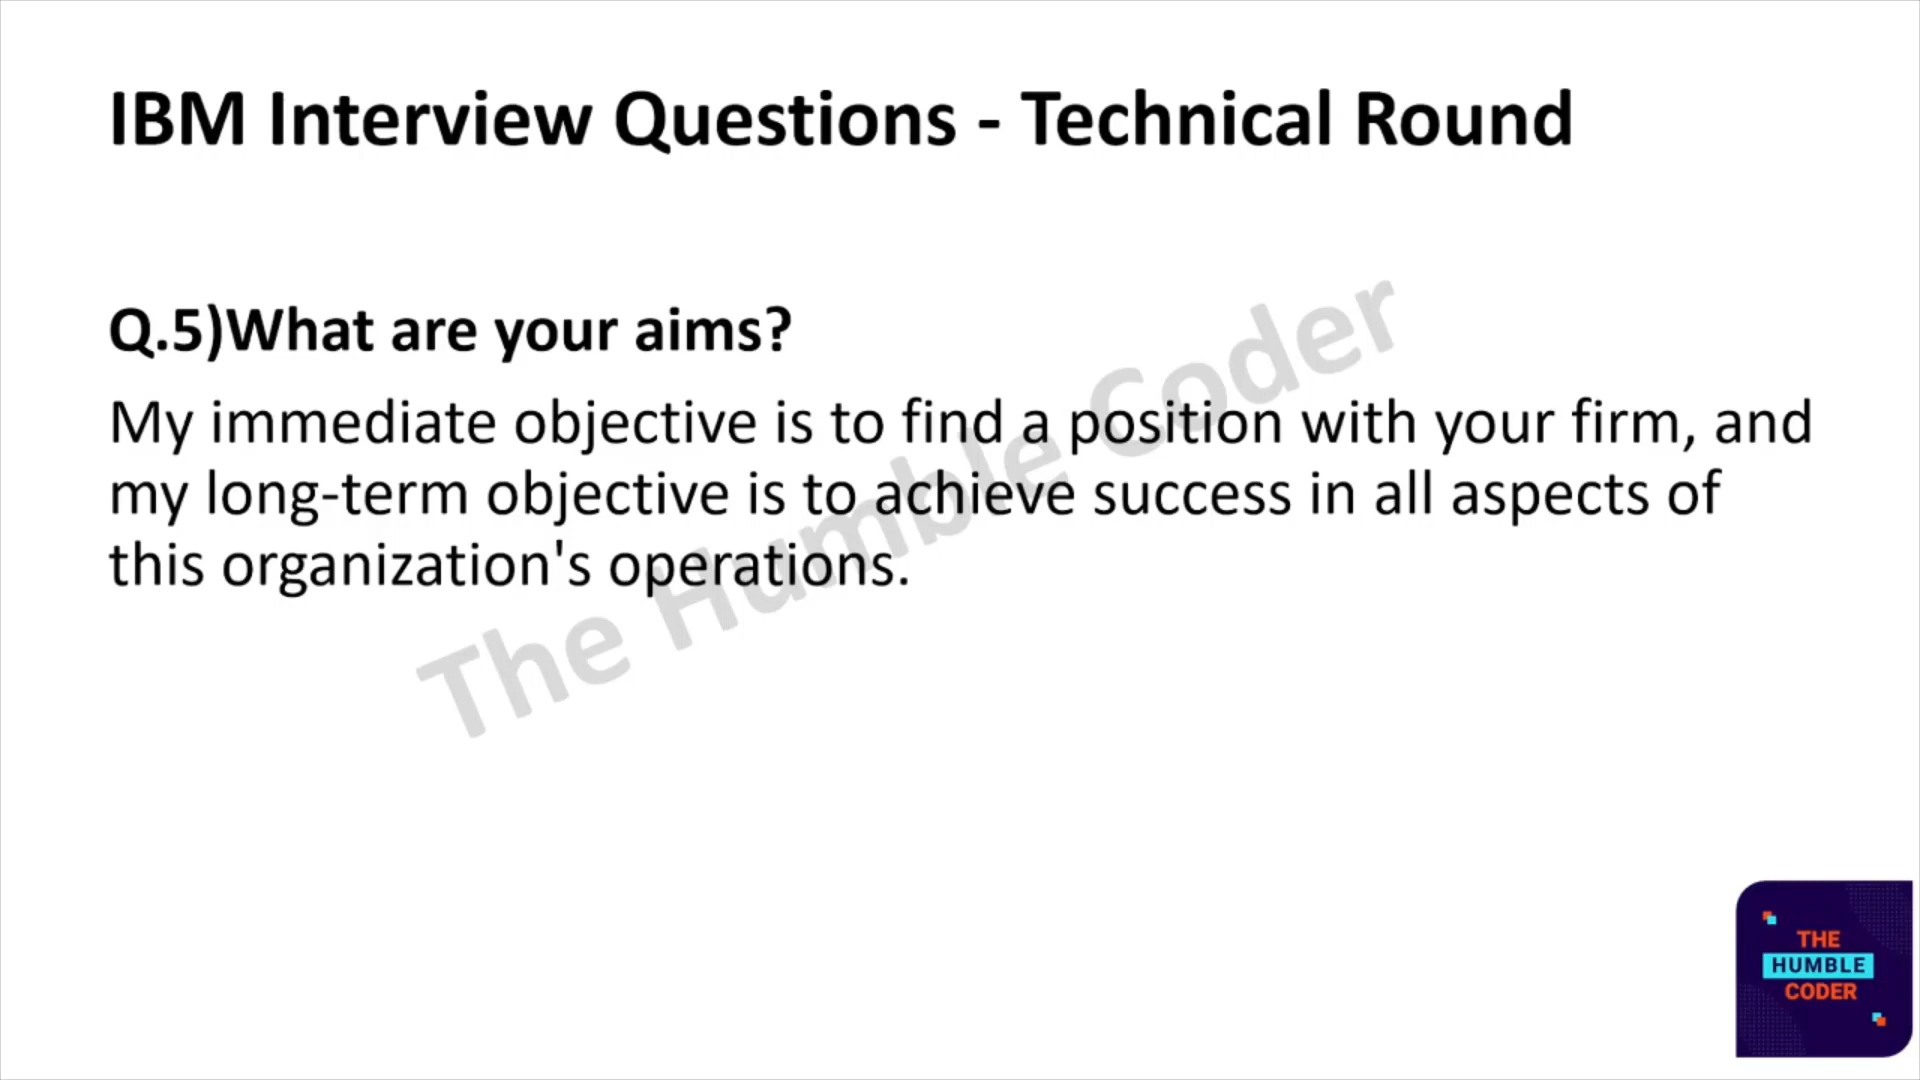 IBM Interview Questions - Technical Round
Q.5)What are your aims?
My immediate objective is to find a position with your firm, and
my long-term objective is to achieve success in all aspects of
this organization's operations.
The Humble Coder
THE
HUMBLE
CODER